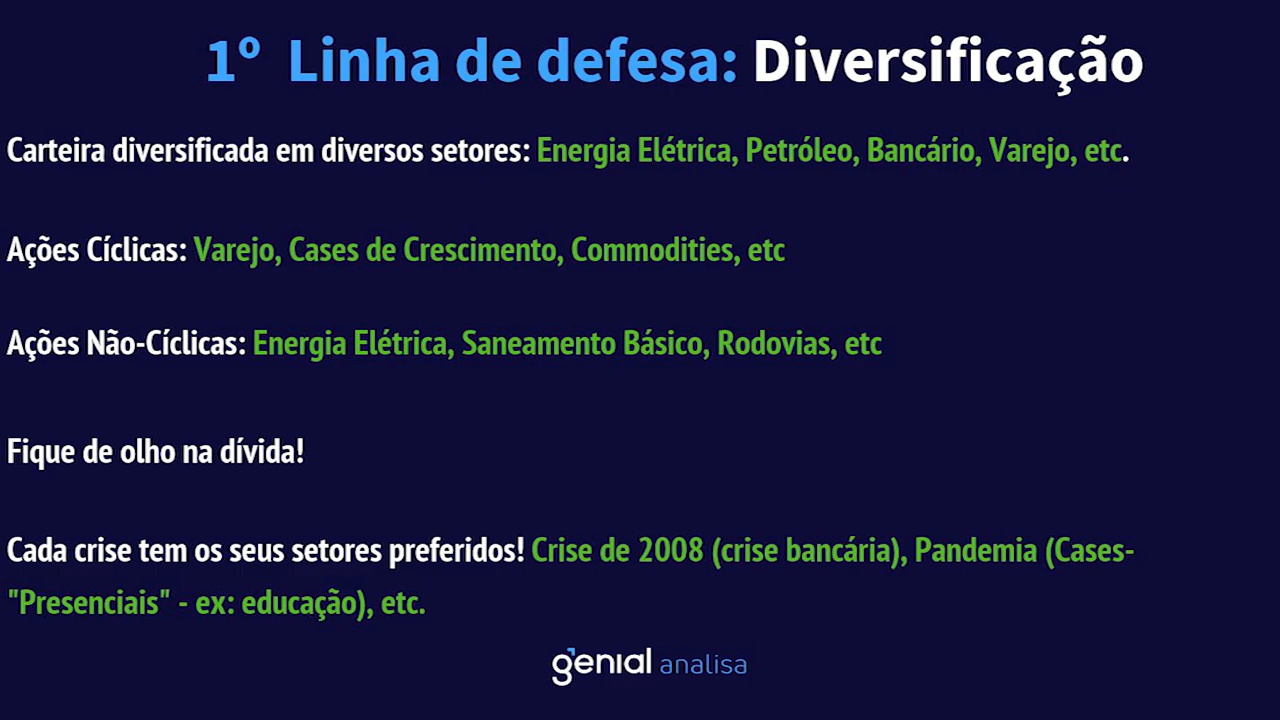 1º Linha de defesa: Diversificação
Carteira diversificada em diversos setores: Energia Elétrica, Petróleo, Bancário, Varejo, etc.
Ações Cíclicas: Varejo, Cases de Crescimento, Commodities, etc
Ações Não-Cíclicas: Energia Elétrica, Saneamento Básico, Rodovias, etc
Fique de olho na dívida!
Cada crise tem os seus setores preferidos! Crise de 2008 (crise bancária), Pandemia (Cases-
"Presenciais" - ex: educação), etc.
genial analisa